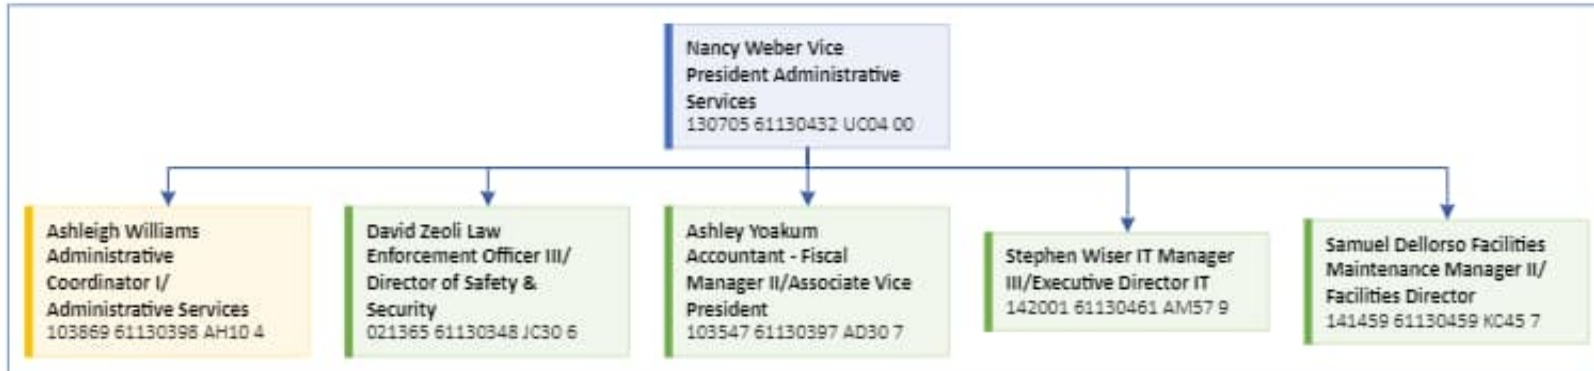 Nancy Weber Vice
President Administrative
Services
130705 61130432 UC04 00
Ashleigh Williams
Administrative
Coordinator I/
Administrative Services
103869 61130398 AH10 4
David Zeoli Law
Enforcement Officer III/
Director of Safety &
Security
021365 61130348 JC30 6
Ashley Yoakum
Accountant - Fiscal
Manager II/Associate Vice
President
103547 61130397 AD30 7
Stephen Wiser IT Manager
III/Executive Director IT
142001 61130461 AM57 9
Samuel Dellorso Facilities
Maintenance Manager II/
Facilities Director
141459 61130459 KC45 7